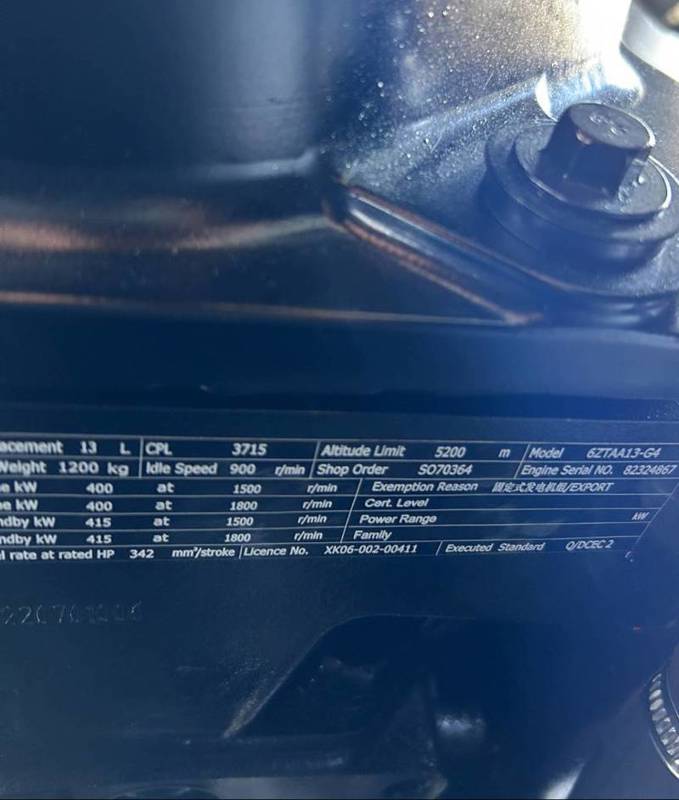 acement 13 L CPL 3715 Altitude Limit 5200 m Model 6ZTAA13-G4
Weight 1200 kg Idle Speed 900 r/min Shop Order SO70364 Engine Serial NO. 82324867
e kW 400 at 1500 r/min Exemption Reason 固定式发电机组/EXPORT
e kW 400 at 1800 r/min Cert. Level
ndby kW 415 at 1500 r/min Power Range kW
ndby kW 415 at 1800 r/min Family
l rate at rated HP 342 mm³/stroke Licence No. XK06-002-00411 Executed Standard Q/DCEC 2